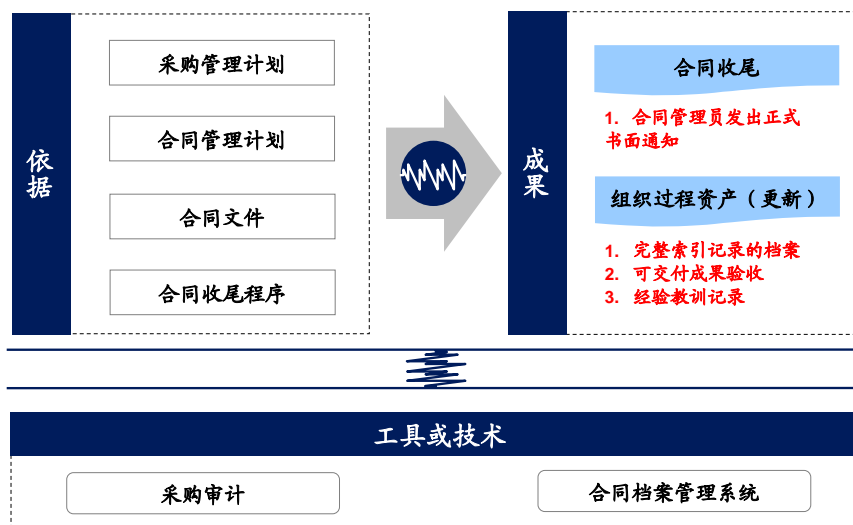 依据
采购管理计划
合同管理计划
合同文件
合同收尾程序
成果
合同收尾
1. 合同管理员发出正式
书面通知
组织过程资产（更新）
1. 完整索引记录的档案
2. 可交付成果验收
3. 经验教训记录
工具或技术
采购审计
合同档案管理系统